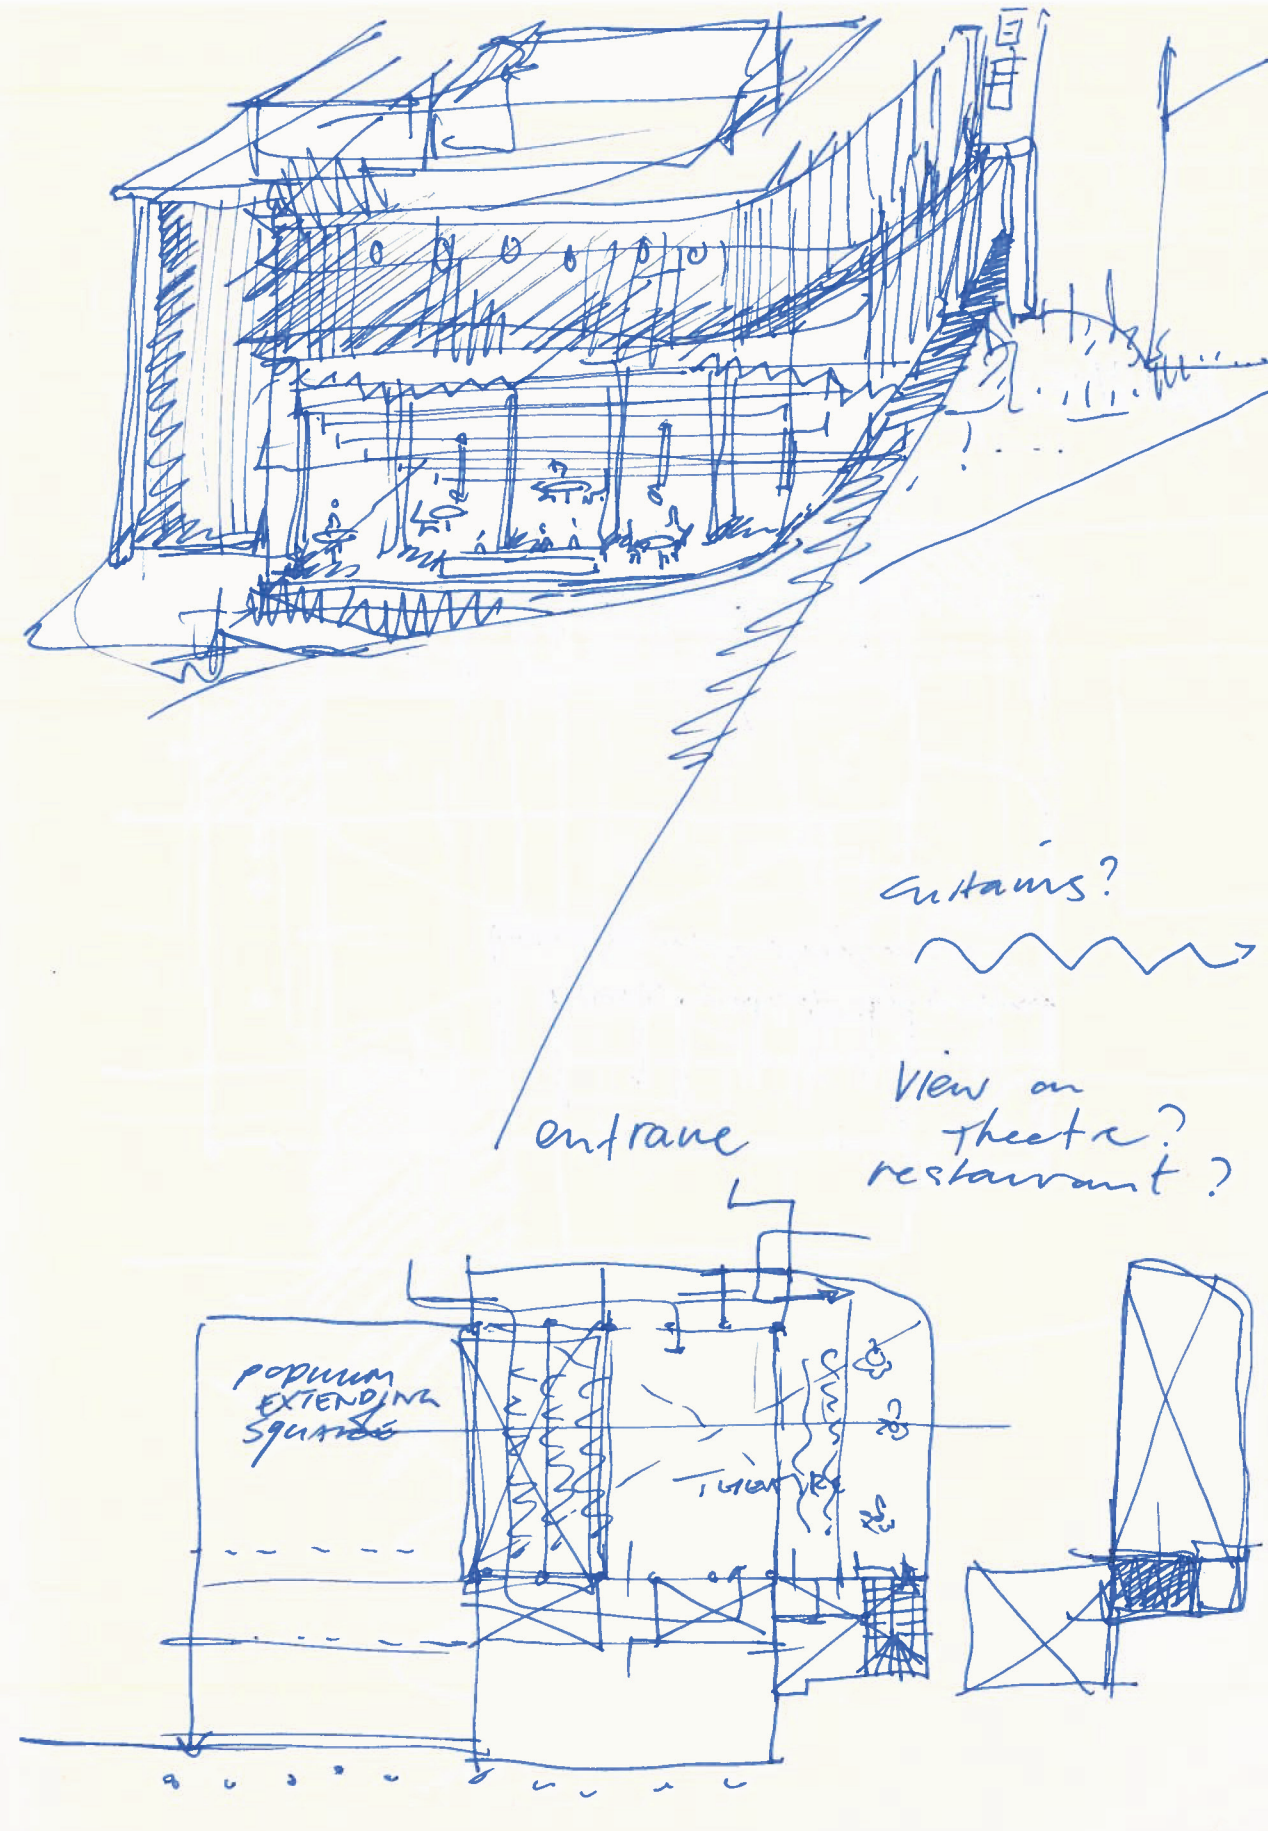 curtains?
View on
theatre?
restaurant?
entrance
PODIUM
EXTENDING
SQUARE
THEATRE